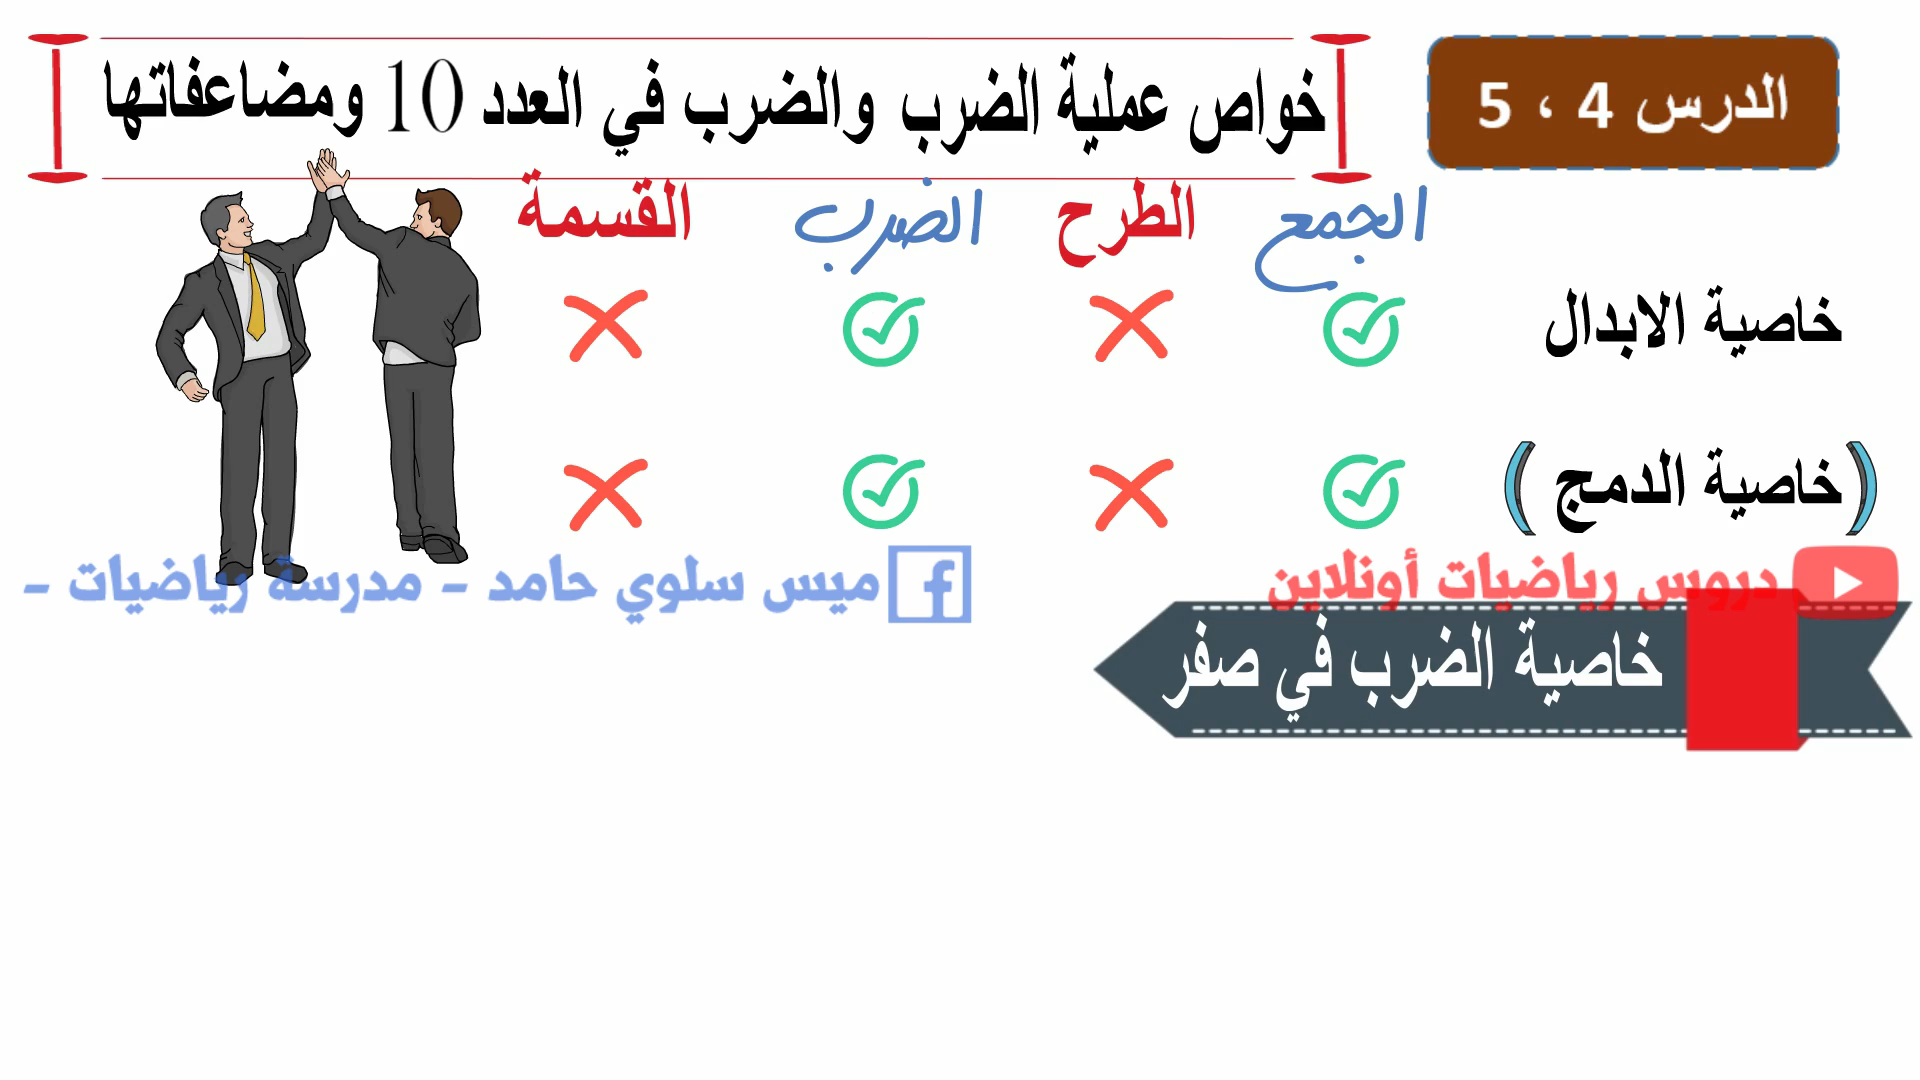 الدرس 4 ، 5
خواص عملية الضرب والضرب في العدد 10 ومضاعفاتها
الجمع الطرح الضرب القسمة
خاصية الابدال
(خاصية الدمج)
دروس رياضيات أونلاين
ميس سلوي حامد - مدرسة رياضيات -
خاصية الضرب في صفر